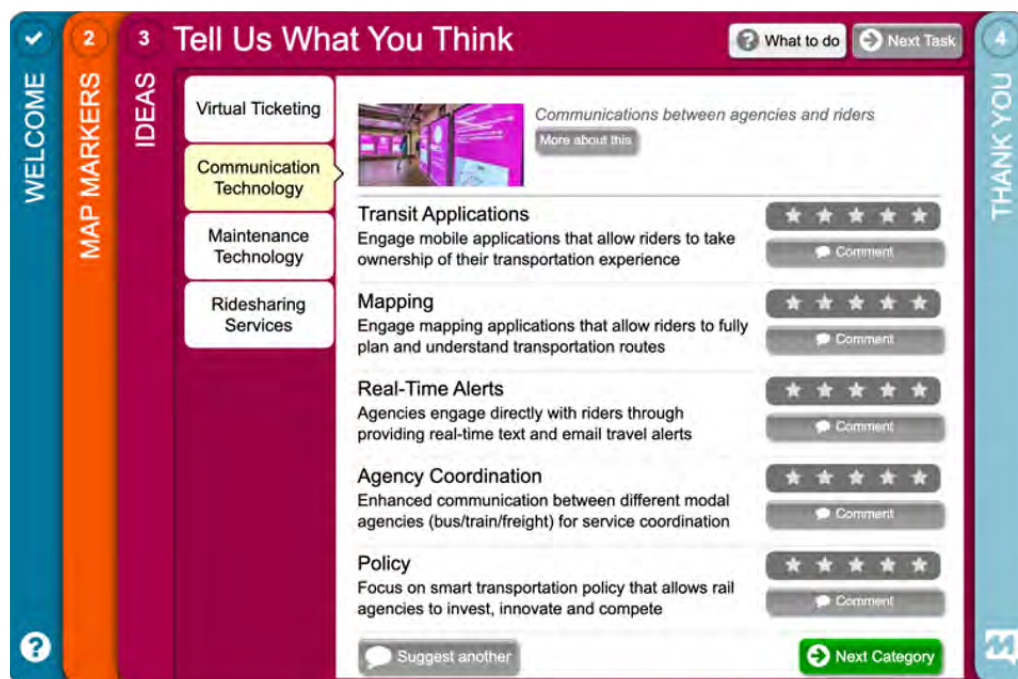 WELCOME
2
MAP MARKERS
3
IDEAS
Tell Us What You Think
? What to do
Next Task
4
THANK YOU
Virtual Ticketing
Communication
Technology
Maintenance
Technology
Ridesharing
Services
Communications between agencies and riders
More about this
Transit Applications
Engage mobile applications that allow riders to take
ownership of their transportation experience
Comment
Mapping
Engage mapping applications that allow riders to fully
plan and understand transportation routes
Comment
Real-Time Alerts
Agencies engage directly with riders through
providing real-time text and email travel alerts
Comment
Agency Coordination
Enhanced communication between different modal
agencies (bus/train/freight) for service coordination
Comment
Policy
Focus on smart transportation policy that allows rail
agencies to invest, innovate and compete
Comment
Suggest another
Next Category
?